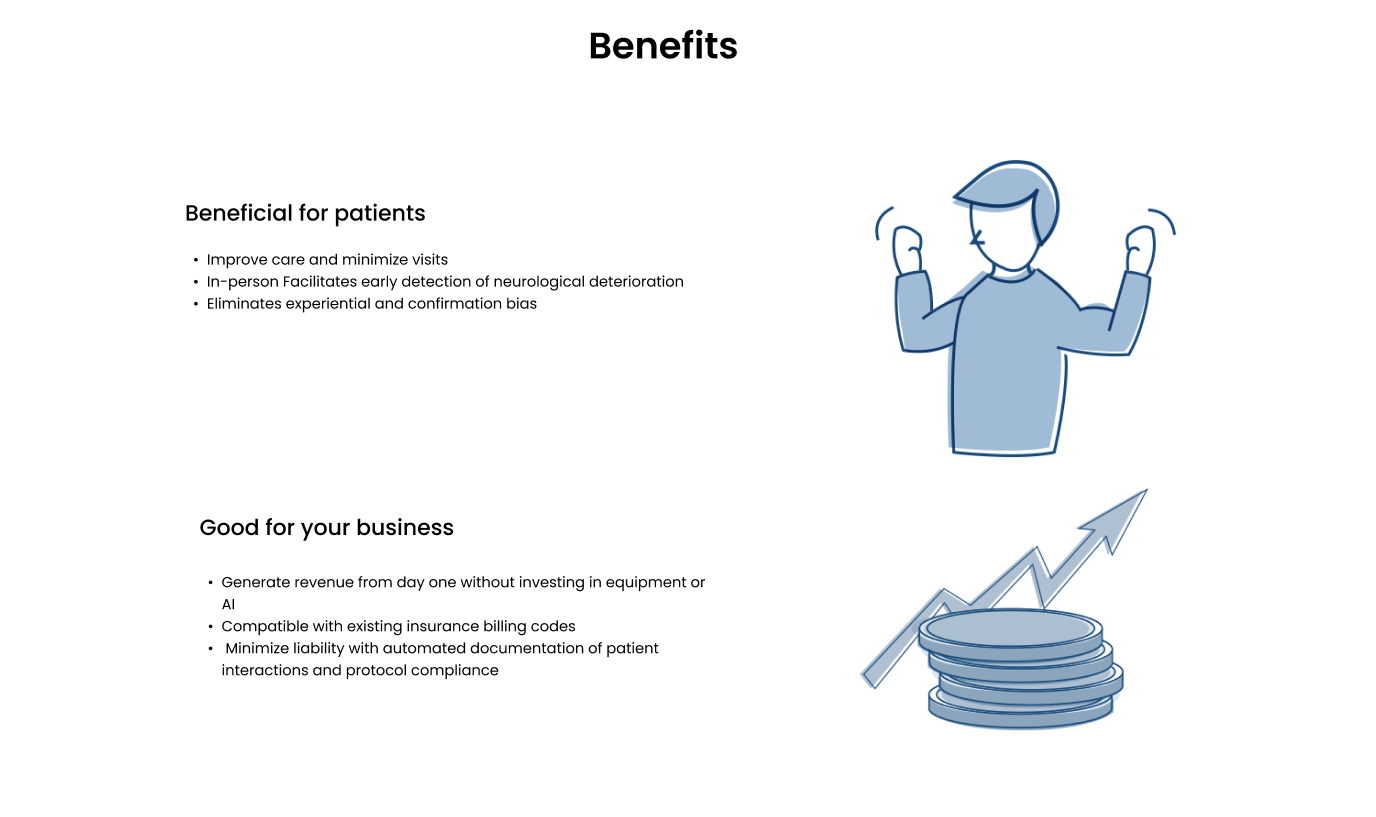 Benefits
Beneficial for patients
• Improve care and minimize visits
• In-person Facilitates early detection of neurological deterioration
• Eliminates experiential and confirmation bias
Good for your business
• Generate revenue from day one without investing in equipment or
AI
• Compatible with existing insurance billing codes
• Minimize liability with automated documentation of patient
interactions and protocol compliance